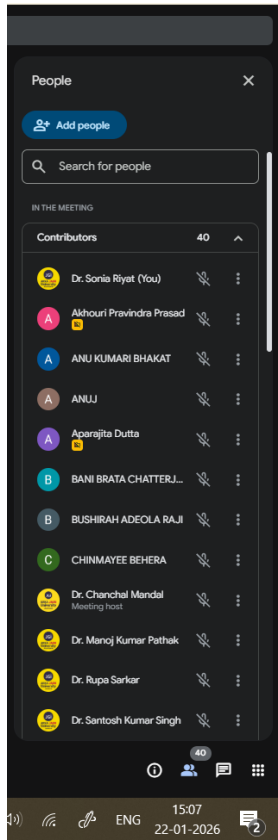 People
Add people
Search for people
IN THE MEETING
Contributors 40
Dr. Sonia Riyat (You)
A Akhouri Pravindra Prasad
A ANU KUMARI BHAKAT
A ANUJ
A Aparajita Dutta
B BANI BRATA CHATTERJ...
B BUSHIRAH ADEOLA RAJI
C CHINMAYEE BEHERA
Dr. Chanchal Mandal
Meeting host
Dr. Manoj Kumar Pathak
Dr. Rupa Sarkar
Dr. Santosh Kumar Singh
40
15:07
ENG
22-01-2026
2